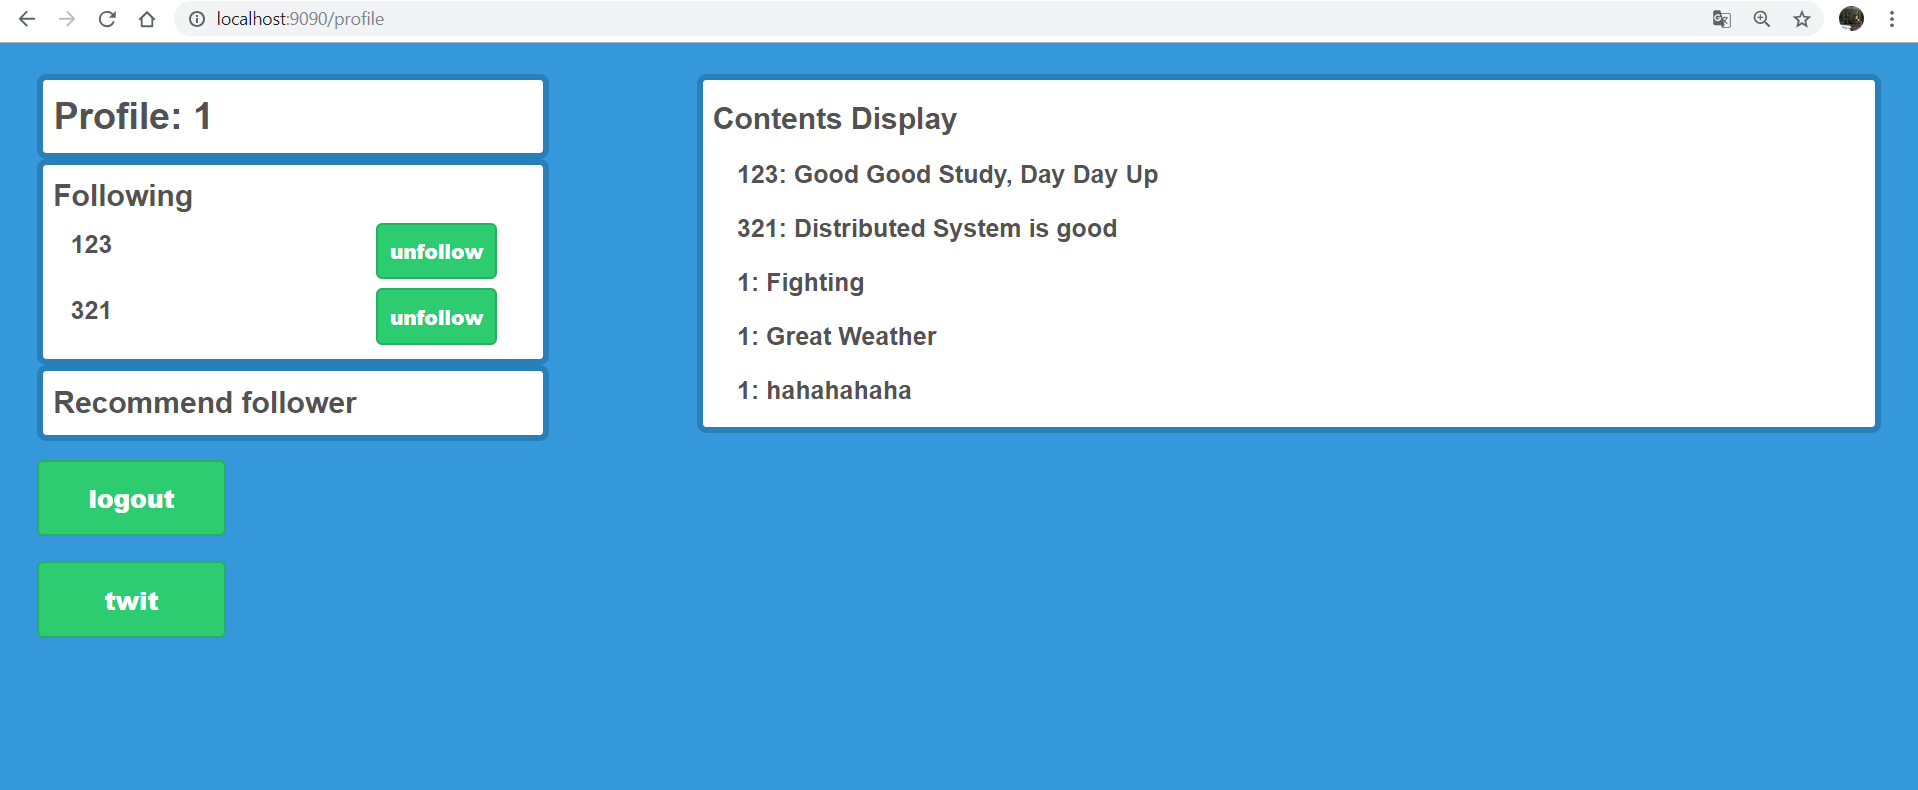 localhost:9090/profile
Profile: 1
Following
123
unfollow
321
unfollow
Recommend follower
logout
twit
Contents Display
123: Good Good Study, Day Day Up
321: Distributed System is good
1: Fighting
1: Great Weather
1: hahahahaha